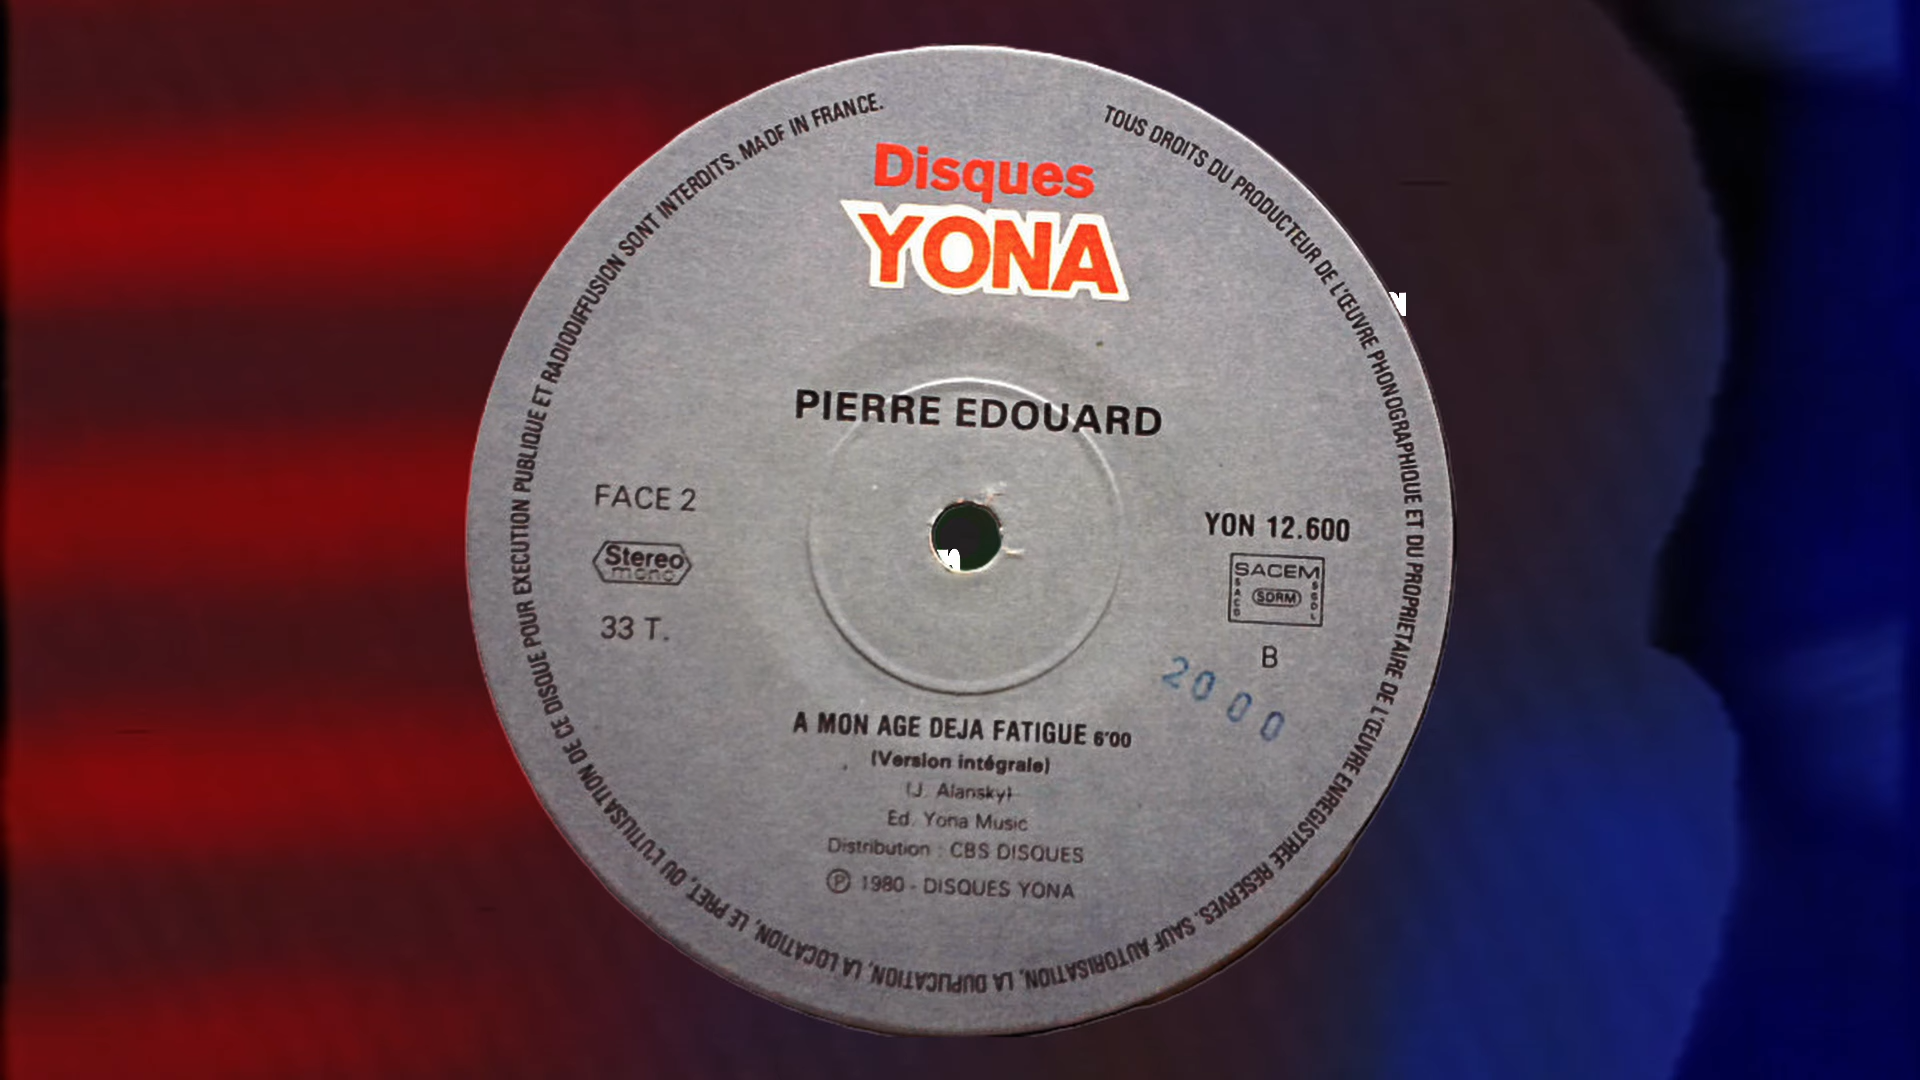 Disques
YONA
PIERRE EDOUARD
FACE 2
Stereo
mono
33 T.
YON 12.600
SACEM
SACD
SDRM
SGDL
B
2000
A MON AGE DEJA FATIGUE 6'00
(Version intégrale)
(J. Alansky)
Ed. Yona Music
Distribution : CBS DISQUES
Ⓟ 1980 - DISQUES YONA
TOUS DROITS DU PRODUCTEUR DE L'ŒUVRE PHONOGRAPHIQUE ET DU PROPRIETAIRE DE L'ŒUVRE ENREGISTREE RESERVES. SAUF AUTORISATION, LA DUPLICATION, LA LOCATION, LE PRET, OU L'UTILISATION DE CE DISQUE POUR EXECUTION PUBLIQUE ET RADIODIFFUSION SONT INTERDITS. MADE IN FRANCE.